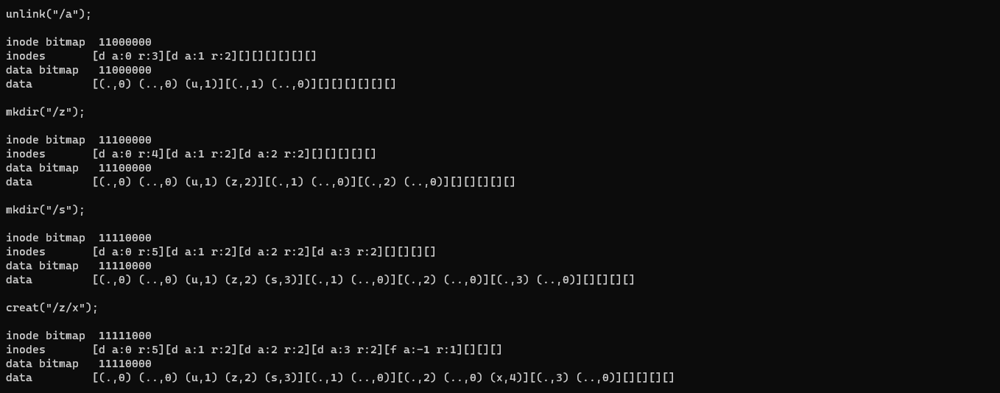 unlink("/a");
inode bitmap  11000000
inodes       [d a:0 r:3][d a:1 r:2][][][][][][]
data bitmap   11000000
data         [(.,0) (..,0) (u,1)][(.,1) (..,0)][][][][][][]
mkdir("/z");
inode bitmap  11100000
inodes       [d a:0 r:4][d a:1 r:2][d a:2 r:2][][][][][]
data bitmap   11100000
data         [(.,0) (..,0) (u,1) (z,2)][(.,1) (..,0)][(.,2) (..,0)][][][][][]
mkdir("/s");
inode bitmap  11110000
inodes       [d a:0 r:5][d a:1 r:2][d a:2 r:2][d a:3 r:2][][][][]
data bitmap   11110000
data         [(.,0) (..,0) (u,1) (z,2) (s,3)][(.,1) (..,0)][(.,2) (..,0)][(.,3) (..,0)][][][][]
creat("/z/x");
inode bitmap  11111000
inodes       [d a:0 r:5][d a:1 r:2][d a:2 r:2][d a:3 r:2][f a:-1 r:1][][][]
data bitmap   11110000
data         [(.,0) (..,0) (u,1) (z,2) (s,3)][(.,1) (..,0)][(.,2) (..,0) (x,4)][(.,3) (..,0)][][][][]